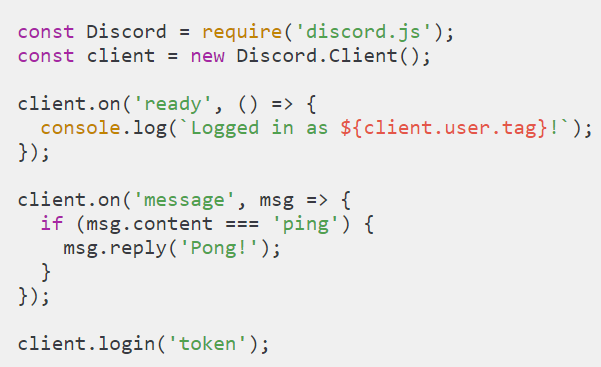 const Discord = require('discord.js');
const client = new Discord.Client();

client.on('ready', () => {
  console.log(`Logged in as ${client.user.tag}!`);
});

client.on('message', msg => {
  if (msg.content === 'ping') {
    msg.reply('Pong!');
  }
});

client.login('token');